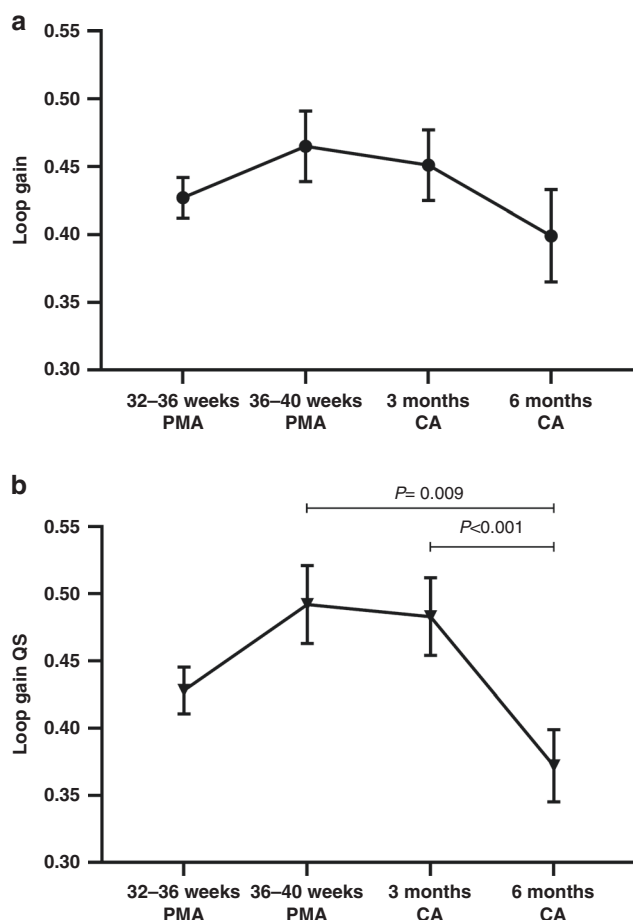 a
0.55
0.50
0.45
0.40
0.35
0.30
Loop gain
32–36 weeks
PMA
36–40 weeks
PMA
3 months
CA
6 months
CA
b
P= 0.009
P<0.001
0.55
0.50
0.45
0.40
0.35
0.30
Loop gain QS
32–36 weeks
PMA
36–40 weeks
PMA
3 months
CA
6 months
CA